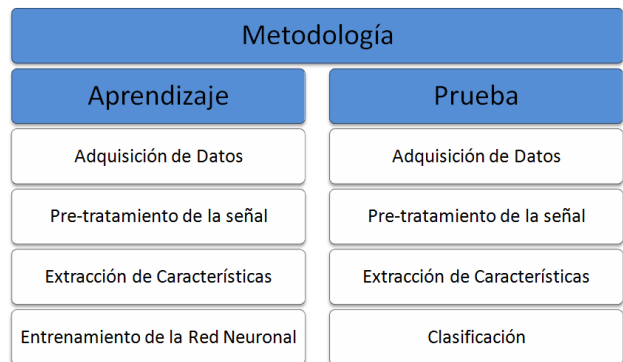 Metodología
Aprendizaje
Adquisición de Datos
Pre-tratamiento de la señal
Extracción de Características
Entrenamiento de la Red Neuronal
Prueba
Adquisición de Datos
Pre-tratamiento de la señal
Extracción de Características
Clasificación